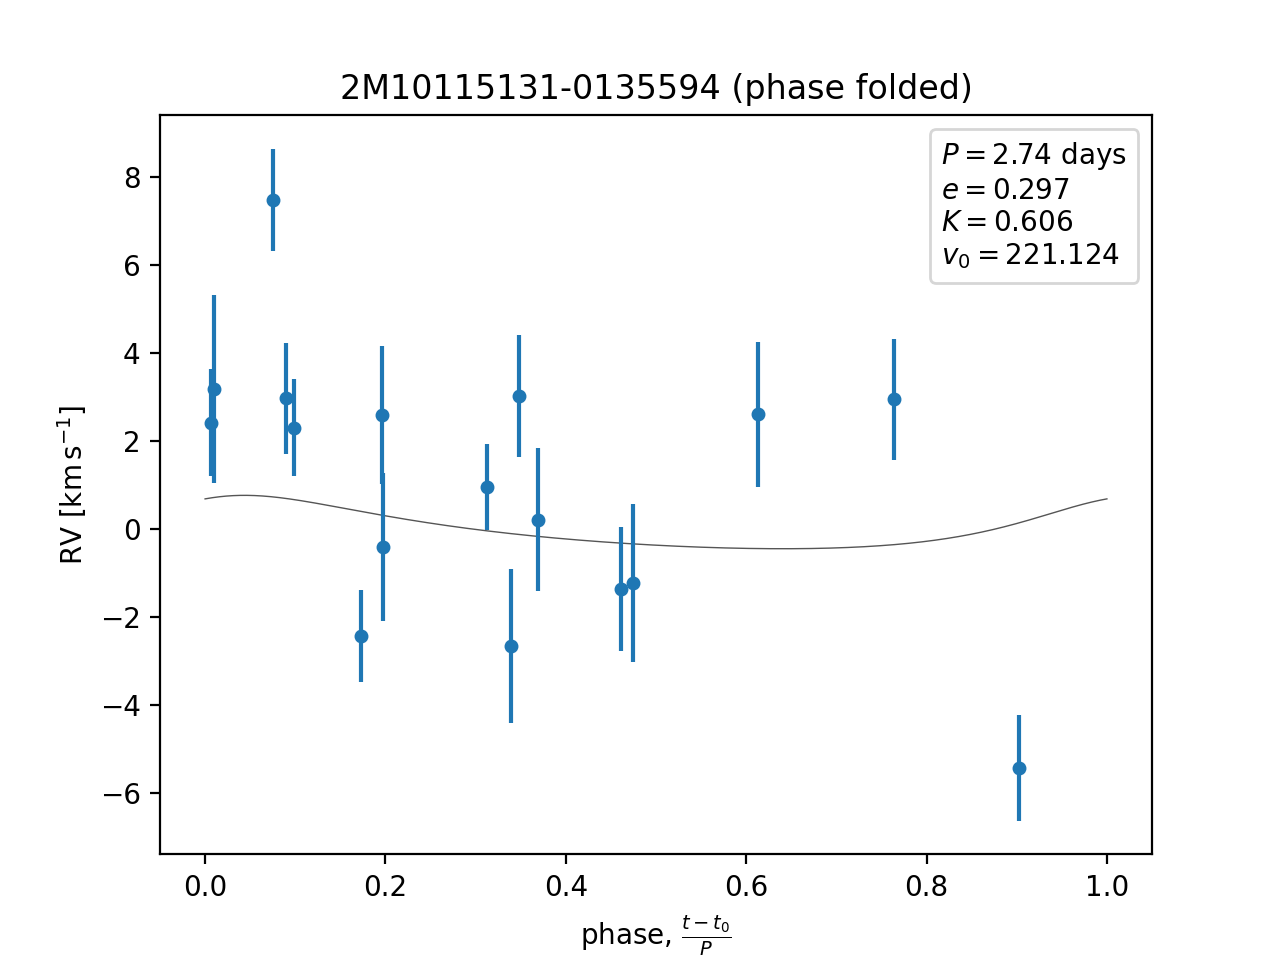 2M10115131-0135594 (phase folded)
P = 2.74 days
e = 0.297
K = 0.606
v₀ = 221.124
8
6
4
2
0
−2
−4
−6
RV [km s⁻¹]
0.0 0.2 0.4 0.6 0.8 1.0
phase, (t − t₀)/P